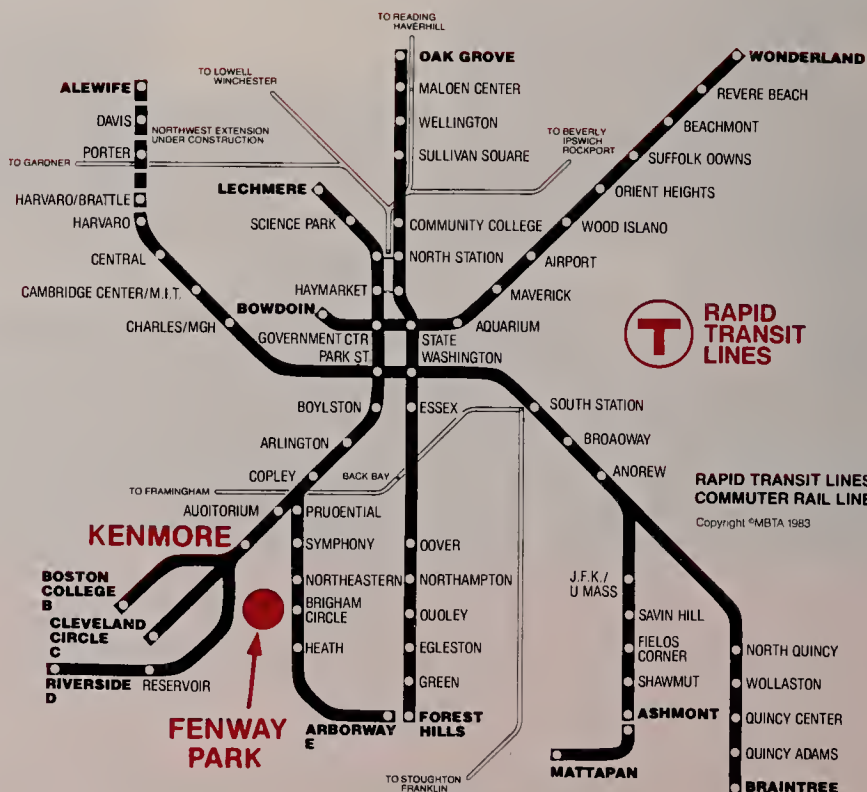 TO READING
HAVERHILL
OAK GROVE
WONDERLAND
TO LOWELL
WINCHESTER
ALEWIFE
MALOEN CENTER
REVERE BEACH
DAVIS
NORTHWEST EXTENSION
UNDER CONSTRUCTION
WELLINGTON
BEACHMONT
TO BEVERLY
IPSWICH
ROCKPORT
PORTER
TO GARDNER
SULLIVAN SQUARE
SUFFOLK OOWNS
LECHMERE
ORIENT HEIGHTS
HARVARO/BRATTLE
HARVARO
SCIENCE PARK
COMMUNITY COLLEGE
WOOD ISLAND
CENTRAL
NORTH STATION
AIRPORT
CAMBRIDGE CENTER/M.I.T.
HAYMARKET
MAVERICK
BOWDOIN
CHARLES/MGH
AQUARIUM
T
RAPID
TRANSIT
LINES
GOVERNMENT CTR
STATE
PARK ST
WASHINGTON
BOYLSTON
ESSEX
SOUTH STATION
ARLINGTON
BROAOWAY
COPLEY
BACK BAY
ANDREW
TO FRAMINGHAM
RAPID TRANSIT LINES
COMMUTER RAIL LINE
Copyright ©MBTA 1983
AUOITORIUM
PRUOENTIAL
KENMORE
SYMPHONY
OOVER
BOSTON
COLLEGE
B
NORTHEASTERN
NORTHAMPTON
J.F.K./
U MASS
CLEVELAND
CIRCLE
C
BRIGHAM
CIRCLE
OUOLEY
SAVIN HILL
HEATH
EGLESTON
FIELOS
CORNER
NORTH QUINCY
RIVERSIDE
D
RESERVOIR
GREEN
SHAWMUT
WOLLASTON
FENWAY
PARK
ARBORWAY
E
FOREST
HILLS
ASHMONT
QUINCY CENTER
QUINCY ADAMS
MATTAPAN
TO STOUGHTON
FRANKLIN
BRAINTREE